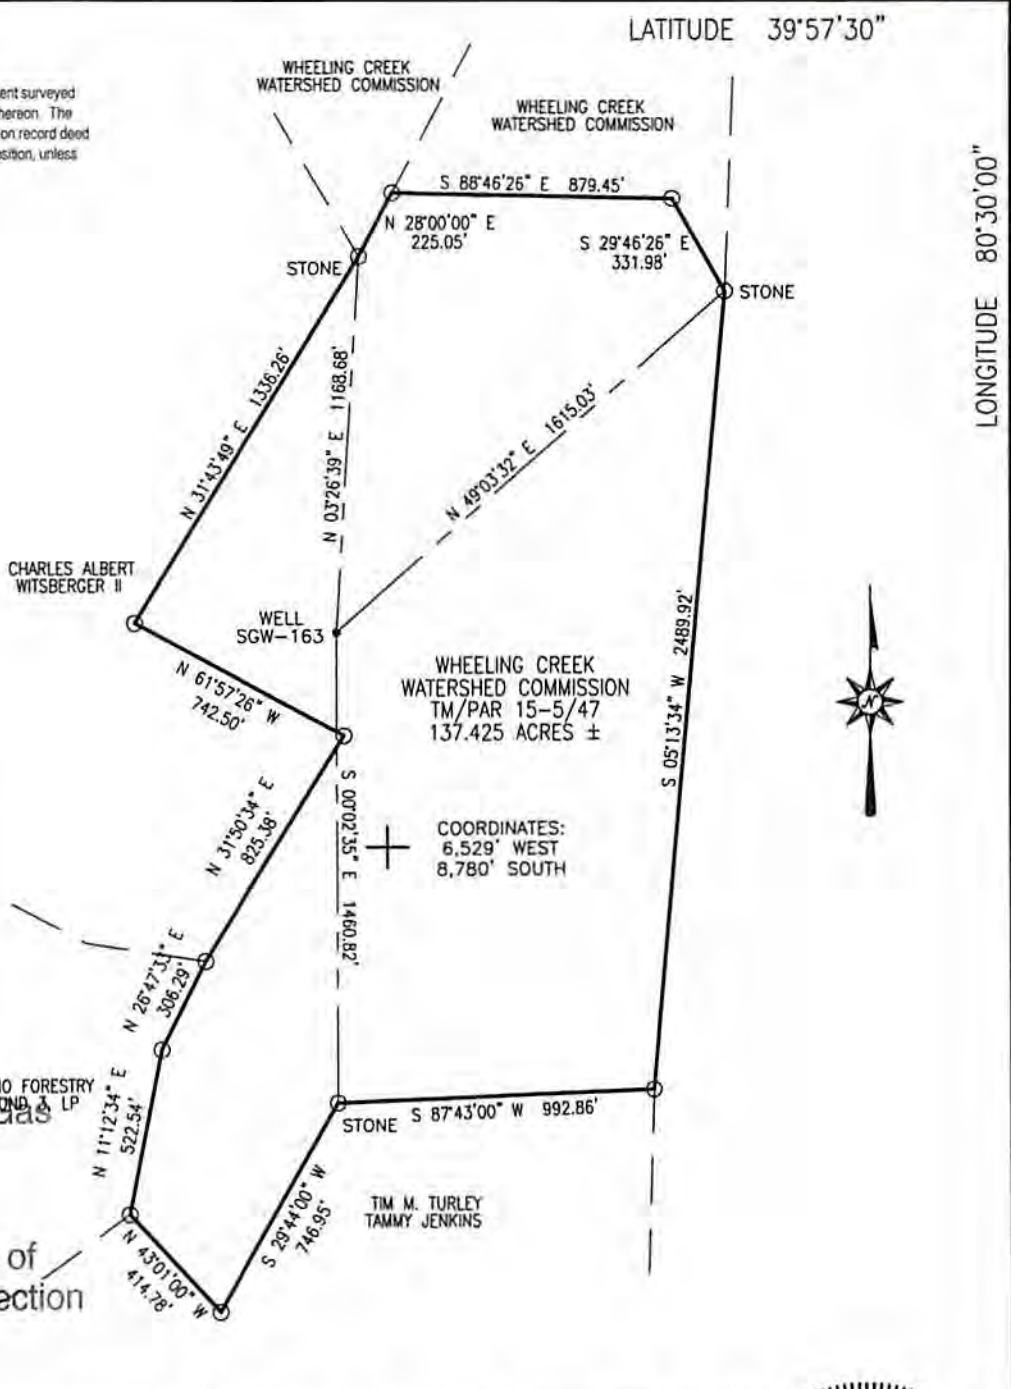 LATITUDE 39°57'30"
LONGITUDE 80°30'00"
ent surveyed
hereon. The
on record deed
sition, unless
WHEELING CREEK
WATERSHED COMMISSION
WHEELING CREEK
WATERSHED COMMISSION
S 88°46'26" E 879.45'
N 28°00'00" E
225.05'
S 29°46'26" E
331.98'
STONE
STONE
N 31°43'49" E 1336.26'
N 03°26'39" E 1168.68'
N 49°03'32" E 1615.03'
CHARLES ALBERT
WITSBERGER II
WELL
SGW-163
N 61°57'26" W
742.50'
WHEELING CREEK
WATERSHED COMMISSION
TM/PAR 15-5/47
137.425 ACRES ±
S 05°13'34" W 2489.92'
N
S 00°02'35" E 1460.82'
N 31°50'34" E
825.38'
COORDINATES:
6,529' WEST
8,780' SOUTH
N 26°47'33" E
306.29'
IO FORESTRY
UND 3, LP
as
N 11°12'34" E
522.54'
STONE
S 87°43'00" W 992.86'
S 29°44'00" W
746.95'
TIM M. TURLEY
TAMMY JENKINS
N 43°01'00" W
414.78'
of
ection